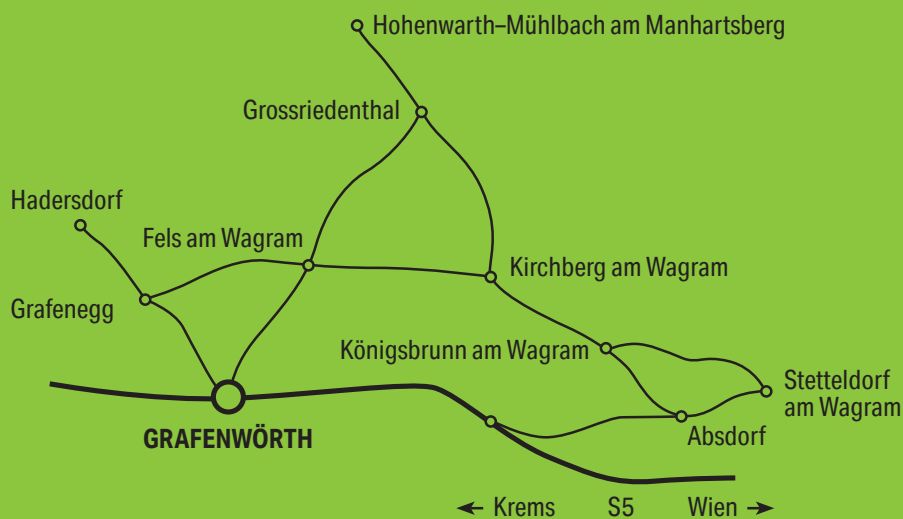 Hohenwarth–Mühlbach am Manhartsberg
Grossriedenthal
Hadersdorf
Fels am Wagram
Kirchberg am Wagram
Grafenegg
Königsbrunn am Wagram
Stetteldorf
am Wagram
Absdorf
GRAFENWÖRTH
← Krems S5 Wien →